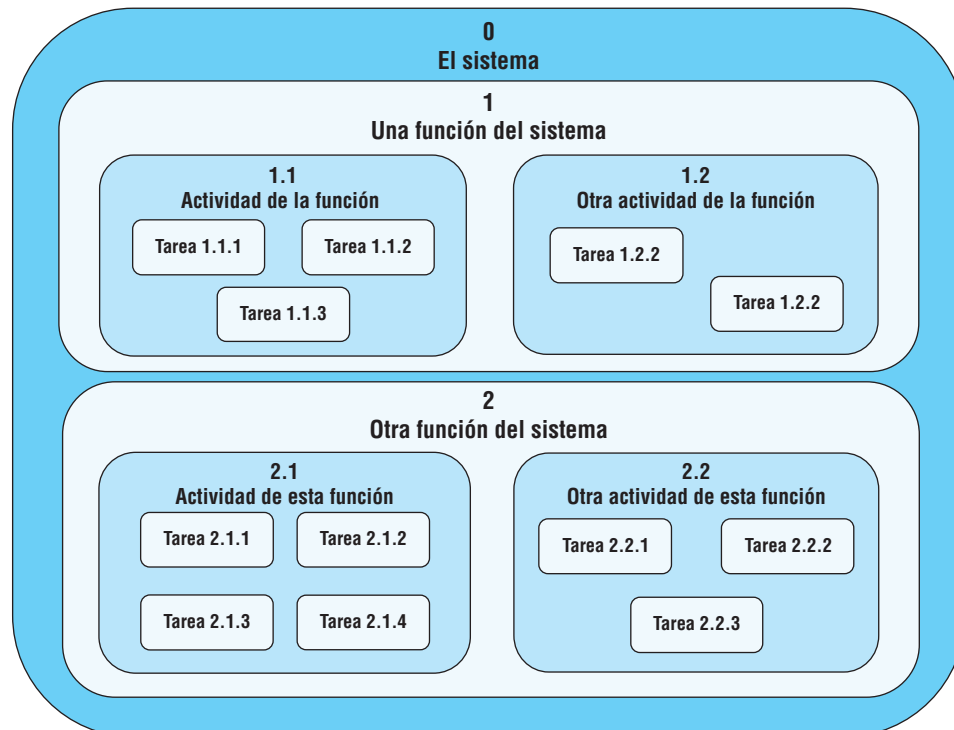 0
El sistema
1
Una función del sistema
1.1
Actividad de la función
Tarea 1.1.1
Tarea 1.1.2
Tarea 1.1.3
1.2
Otra actividad de la función
Tarea 1.2.2
Tarea 1.2.2
2
Otra función del sistema
2.1
Actividad de esta función
Tarea 2.1.1
Tarea 2.1.2
Tarea 2.1.3
Tarea 2.1.4
2.2
Otra actividad de esta función
Tarea 2.2.1
Tarea 2.2.2
Tarea 2.2.3